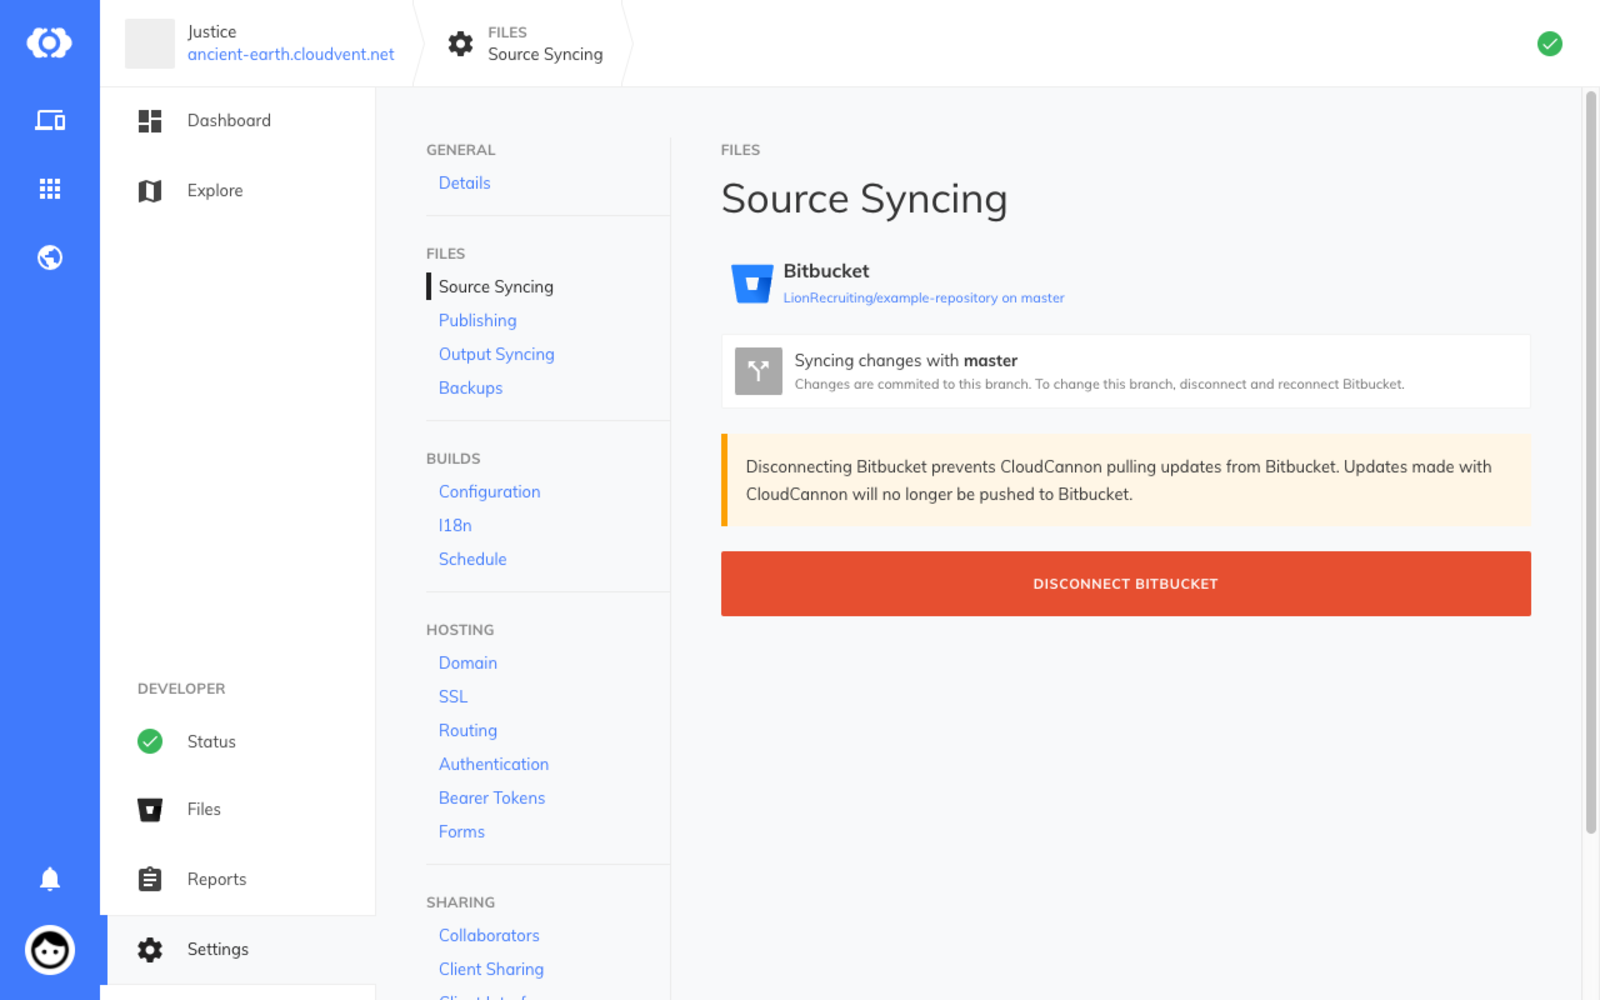 Justice
ancient-earth.cloudvent.net
FILES
Source Syncing
Dashboard
Explore
DEVELOPER
Status
Files
Reports
Settings
GENERAL
Details
FILES
Source Syncing
Publishing
Output Syncing
Backups
BUILDS
Configuration
I18n
Schedule
HOSTING
Domain
SSL
Routing
Authentication
Bearer Tokens
Forms
SHARING
Collaborators
Client Sharing
FILES
Source Syncing
Bitbucket
LionRecruiting/example-repository on master
Syncing changes with master
Changes are commited to this branch. To change this branch, disconnect and reconnect Bitbucket.
Disconnecting Bitbucket prevents CloudCannon pulling updates from Bitbucket. Updates made with
CloudCannon will no longer be pushed to Bitbucket.
DISCONNECT BITBUCKET